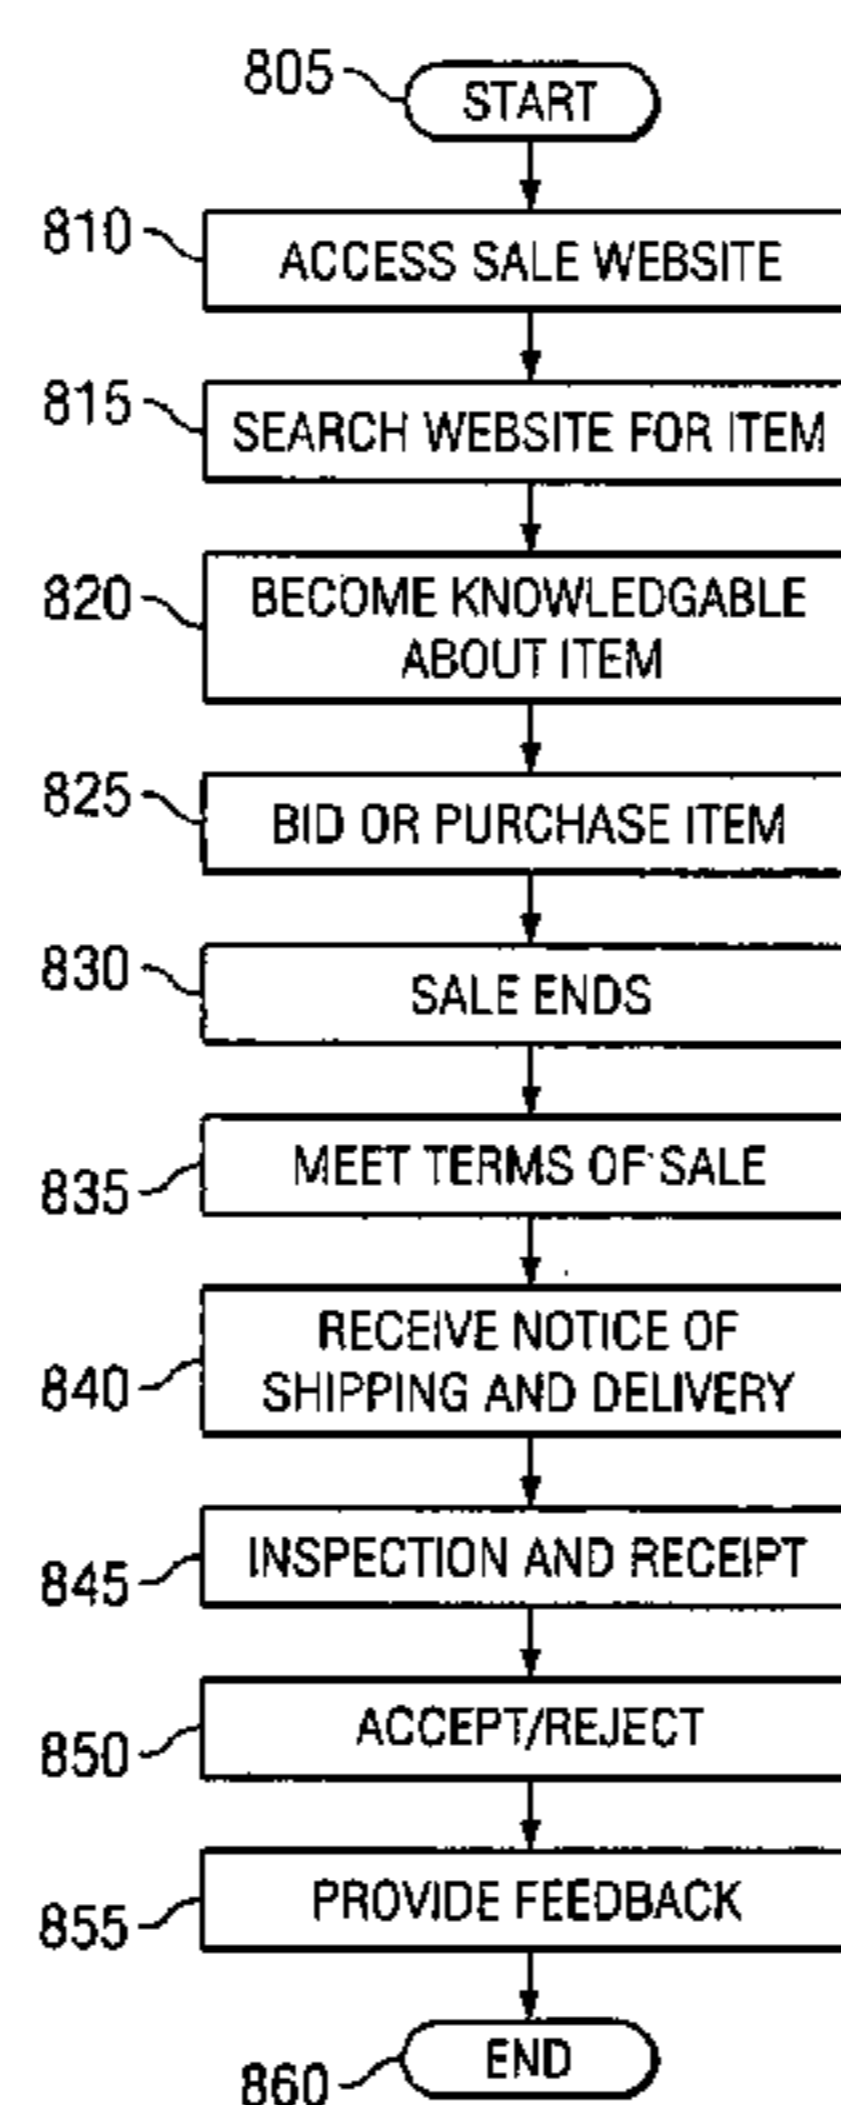 805
START
810
ACCESS SALE WEBSITE
815
SEARCH WEBSITE FOR ITEM
820
BECOME KNOWLEDGABLE
ABOUT ITEM
825
BID OR PURCHASE ITEM
830
SALE ENDS
835
MEET TERMS OF SALE
840
RECEIVE NOTICE OF
SHIPPING AND DELIVERY
845
INSPECTION AND RECEIPT
850
ACCEPT/REJECT
855
PROVIDE FEEDBACK
860
END